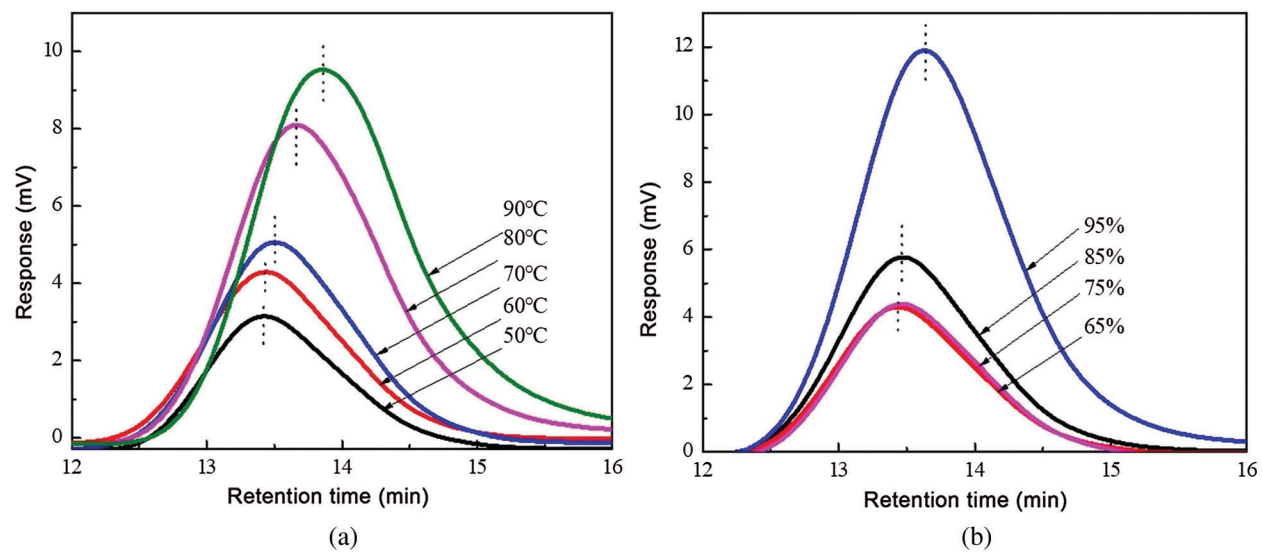 10
8
6
4
2
0
Response (mV)
90°C
80°C
70°C
60°C
50°C
12
13
14
15
16
Retention time (min)
(a)
12
10
8
6
4
2
0
Response (mV)
95%
85%
75%
65%
12
13
14
15
16
Retention time (min)
(b)